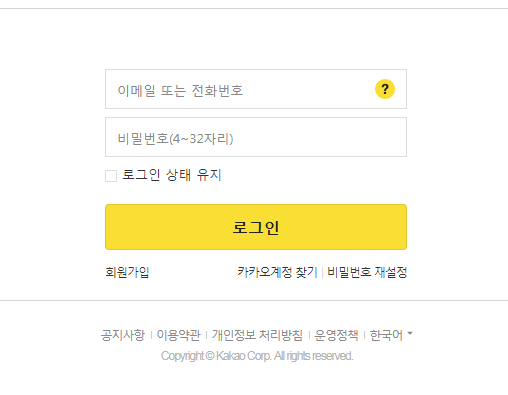 이메일 또는 전화번호 ?
비밀번호(4~32자리)
로그인 상태 유지
로그인
회원가입 카카오계정 찾기 | 비밀번호 재설정
공지사항 | 이용약관 | 개인정보 처리방침 | 운영정책 | 한국어
Copyright © Kakao Corp. All rights reserved.